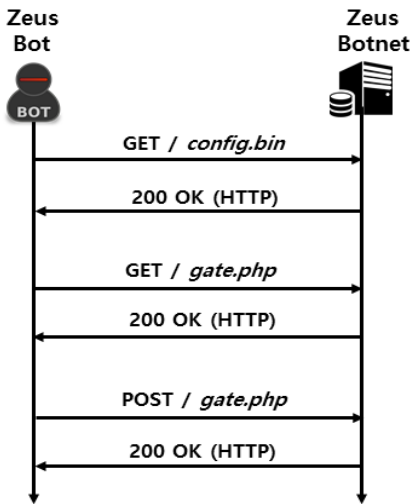 Zeus
Bot
Zeus
Botnet
BOT
GET / config.bin
200 OK (HTTP)
GET / gate.php
200 OK (HTTP)
POST / gate.php
200 OK (HTTP)